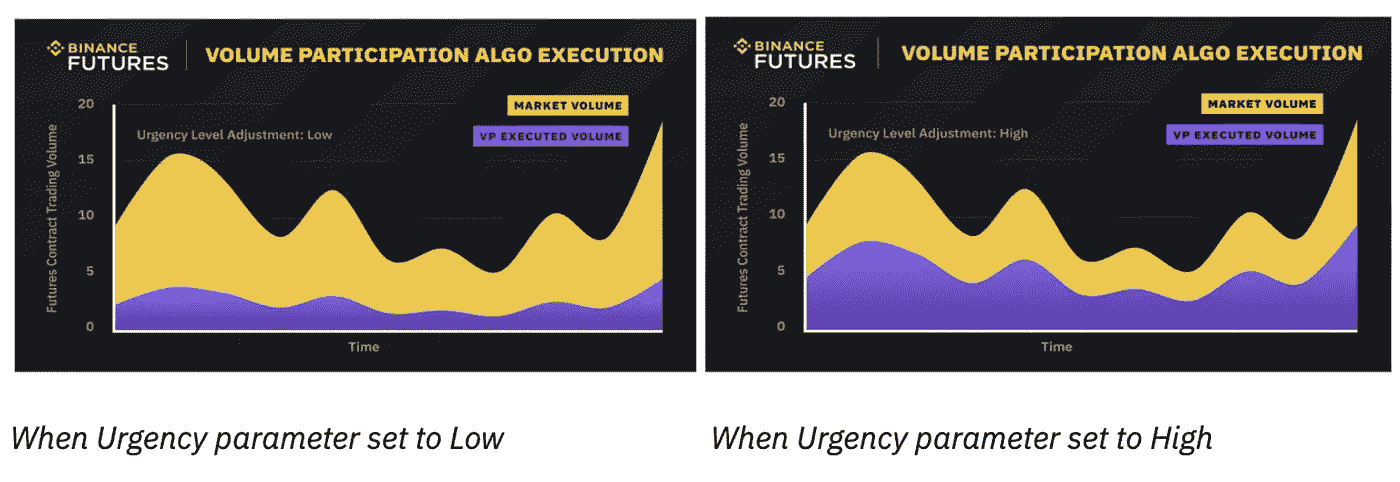 BINANCE
FUTURES
VOLUME PARTICIPATION ALGO EXECUTION
MARKET VOLUME
VP EXECUTED VOLUME
Urgency Level Adjustment: Low
Futures Contract Trading Volume
20
15
10
5
0
Time
When Urgency parameter set to Low
BINANCE
FUTURES
VOLUME PARTICIPATION ALGO EXECUTION
MARKET VOLUME
VP EXECUTED VOLUME
Urgency Level Adjustment: High
Futures Contract Trading Volume
20
15
10
5
0
Time
When Urgency parameter set to High